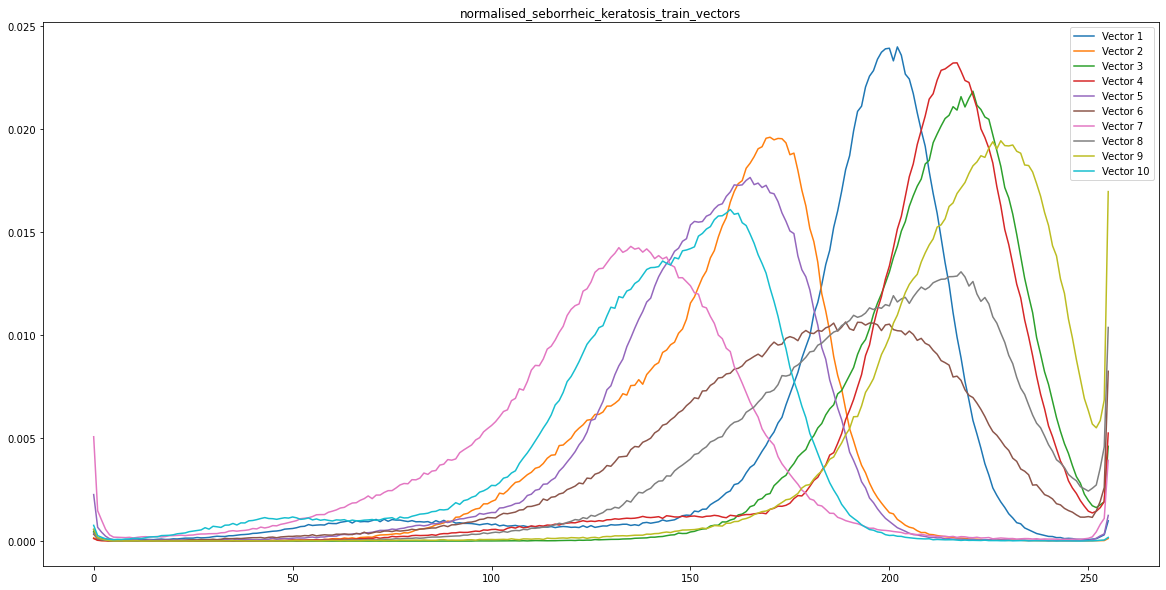 normalised_seborrheic_keratosis_train_vectors
0.025
0.020
0.015
0.010
0.005
0.000
0
50
100
150
200
250
Vector 1
Vector 2
Vector 3
Vector 4
Vector 5
Vector 6
Vector 7
Vector 8
Vector 9
Vector 10